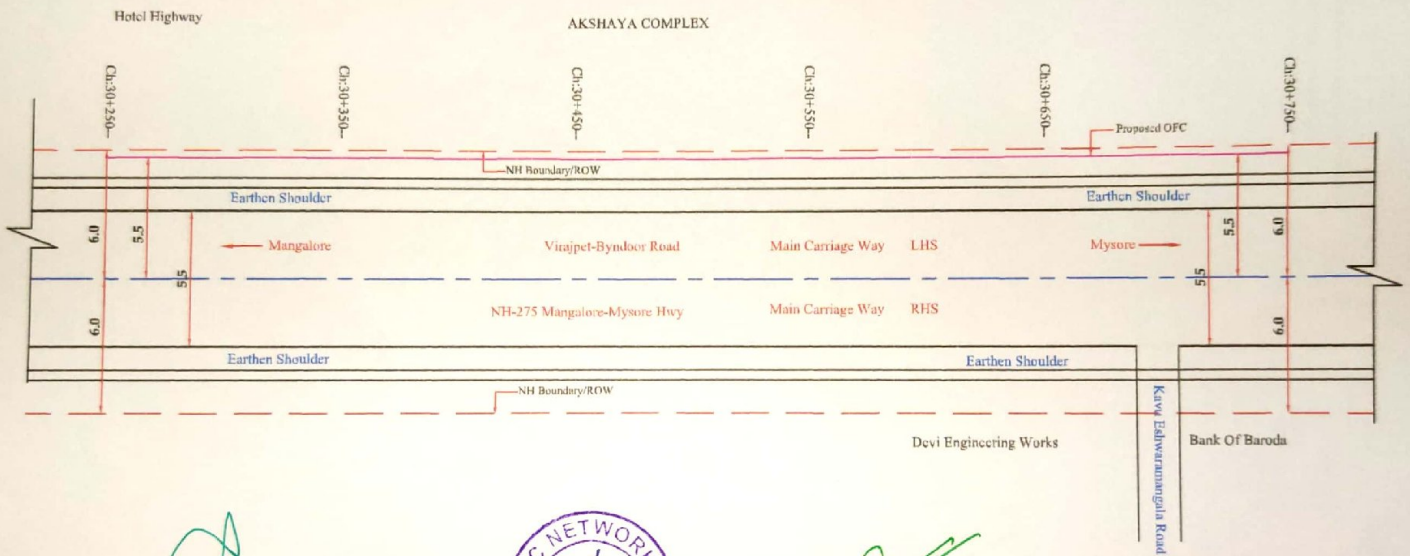 Hotel Highway
AKSHAYA COMPLEX
Ch:30+250
Ch:30+350
Ch:30+450
Ch:30+550
Ch:30+650
Ch:30+750
Proposed OFC
NH Boundary/ROW
Earthen Shoulder
Earthen Shoulder
6.0
5.5
5.5
Mangalore
Virajpet-Byndoor Road
Main Carriage Way LHS
Mysore
5.5
5.5
6.0
6.0
NH-275 Mangalore-Mysore Hwy
Main Carriage Way RHS
6.0
Earthen Shoulder
Earthen Shoulder
NH Boundary/ROW
Devi Engineering Works
Kavu Eshwaramangala Road
Bank Of Baroda